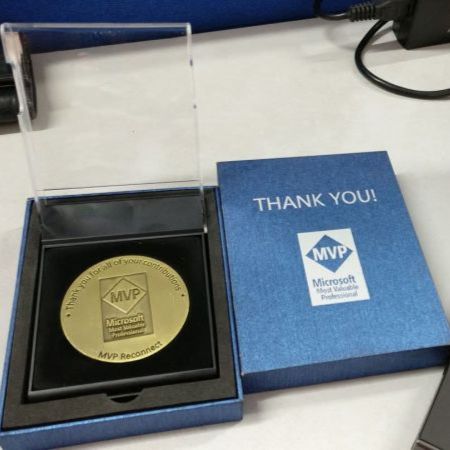 Thank you for all of your contributions
MVP
Microsoft
Most Valuable
Professional
MVP Reconnect
THANK YOU!
MVP
Microsoft
Most Valuable
Professional